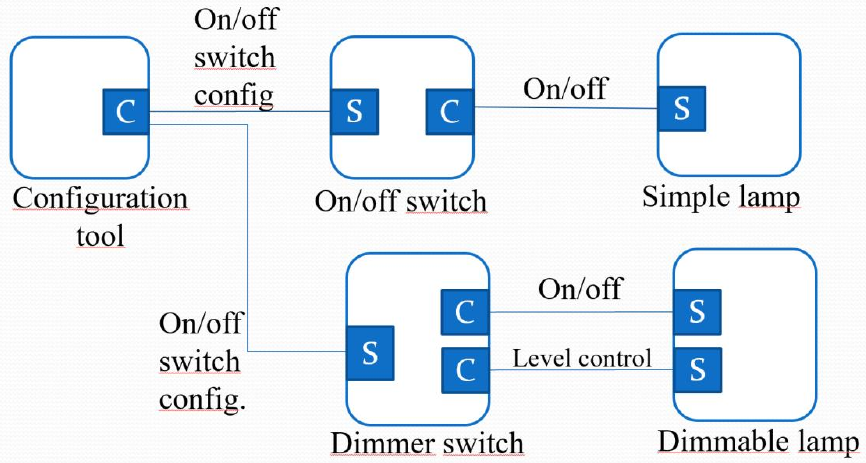 On/off
switch
config
C
S
C
On/off
S
Configuration
tool
On/off switch
Simple lamp
On/off
switch
config.
S
C
On/off
S
C
Level control
S
Dimmer switch
Dimmable lamp